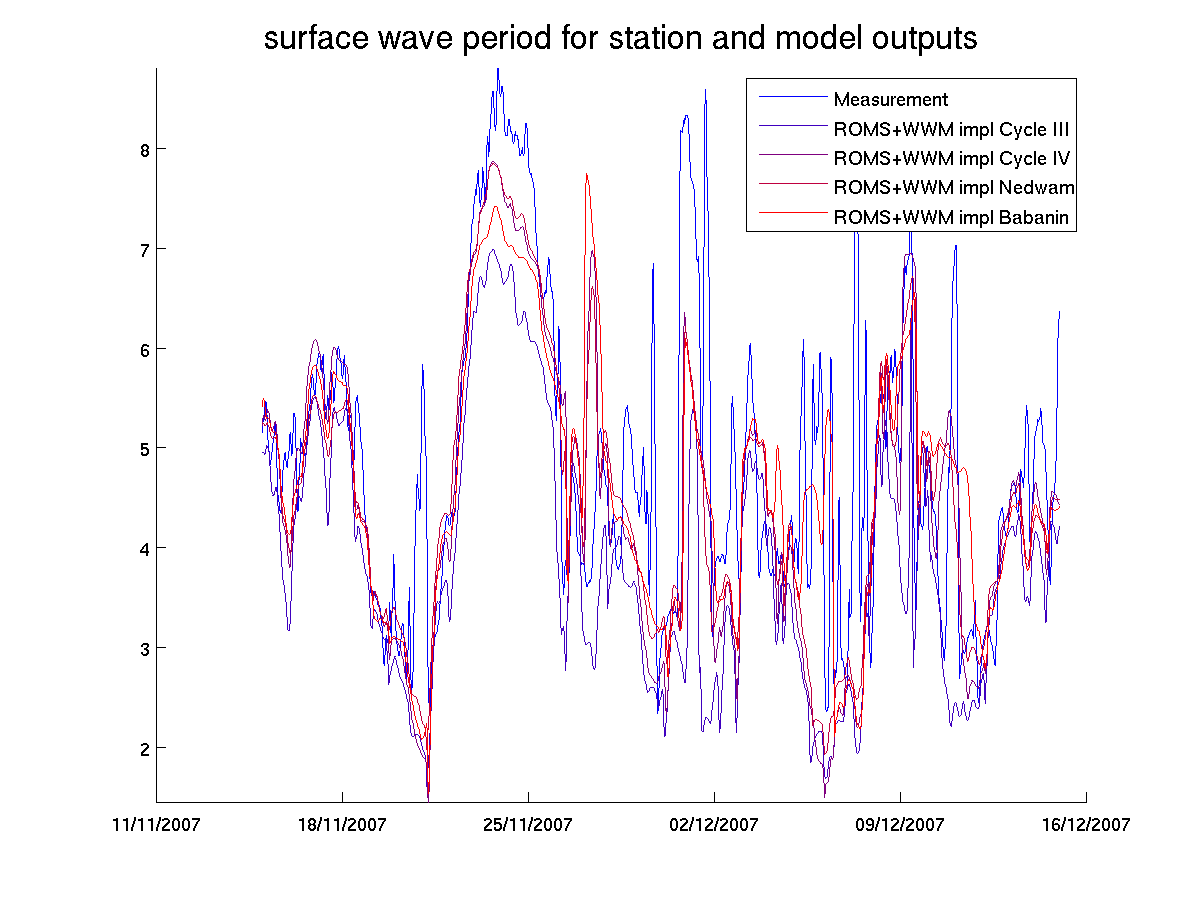 surface wave period for station and model outputs
Measurement
ROMS+WWM impl Cycle III
ROMS+WWM impl Cycle IV
ROMS+WWM impl Nedwam
ROMS+WWM impl Babanin
8
7
6
5
4
3
2
11/11/2007 18/11/2007 25/11/2007 02/12/2007 09/12/2007 16/12/2007